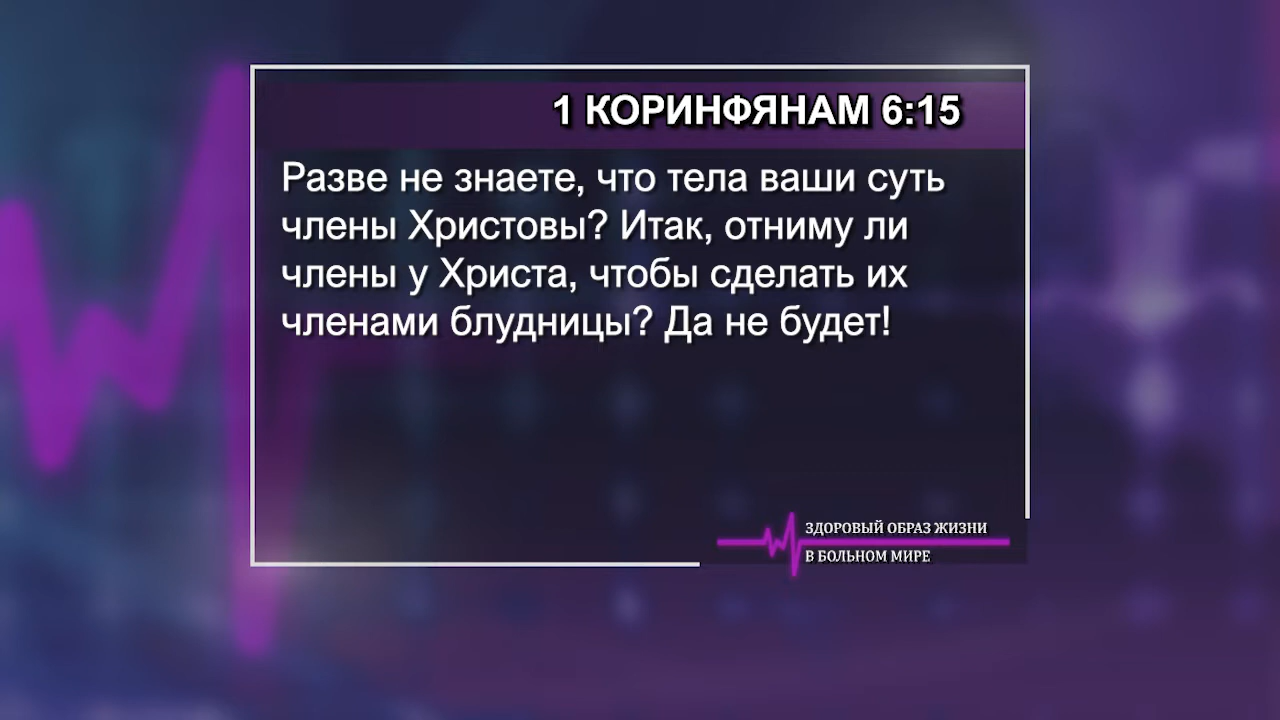 1 КОРИНФЯНАМ 6:15
Разве не знаете, что тела ваши суть
члены Христовы? Итак, отниму ли
члены у Христа, чтобы сделать их
членами блудницы? Да не будет!
ЗДОРОВЫЙ ОБРАЗ ЖИЗНИ
В БОЛЬНОМ МИРЕ